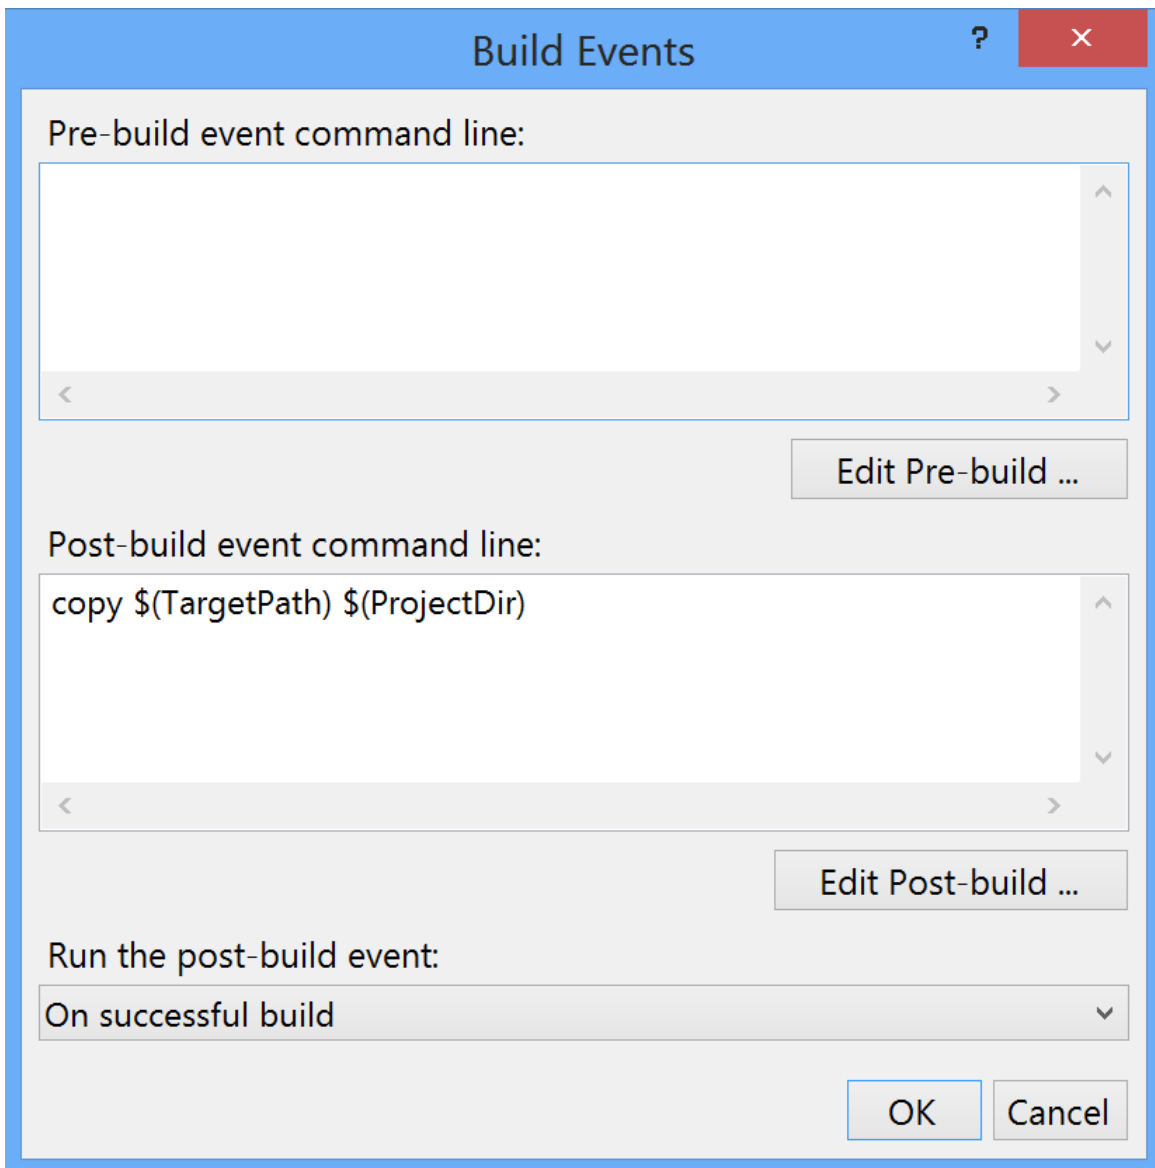 Build Events
?
Pre-build event command line:
Edit Pre-build ...
Post-build event command line:
copy $(TargetPath) $(ProjectDir)
Edit Post-build ...
Run the post-build event:
On successful build
OK
Cancel